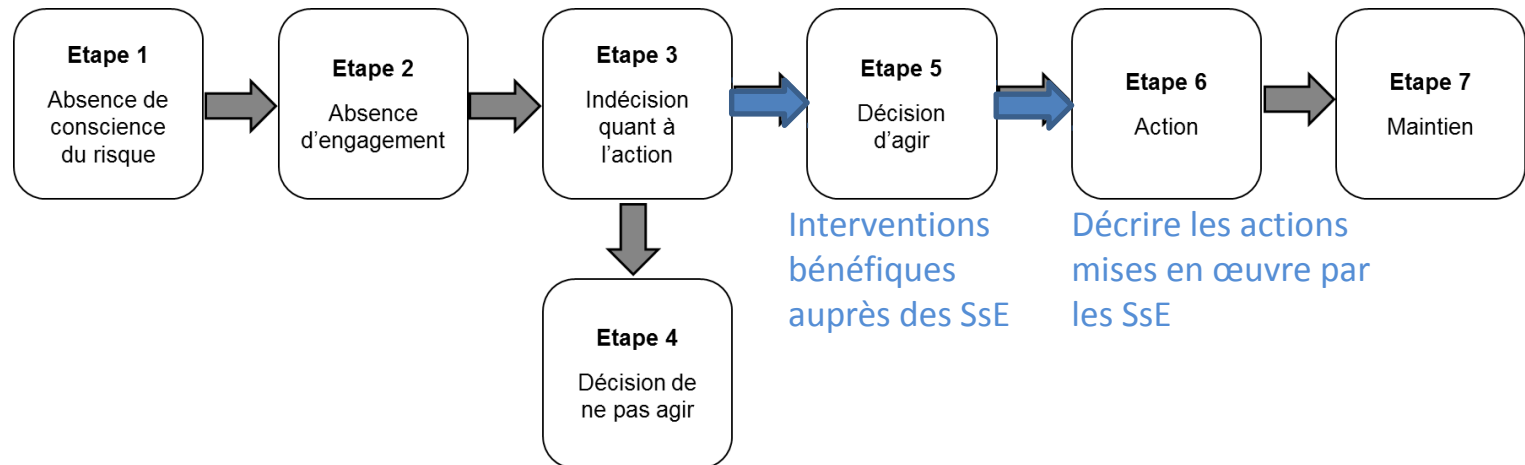 Etape 1
Absence de
conscience
du risque
Etape 2
Absence
d’engagement
Etape 3
Indécision
quant à
l’action
Etape 5
Décision
d’agir
Etape 6
Action
Etape 7
Maintien
Interventions
bénéfiques
auprès des SsE
Décrire les actions
mises en œuvre par
les SsE
Etape 4
Décision de
ne pas agir